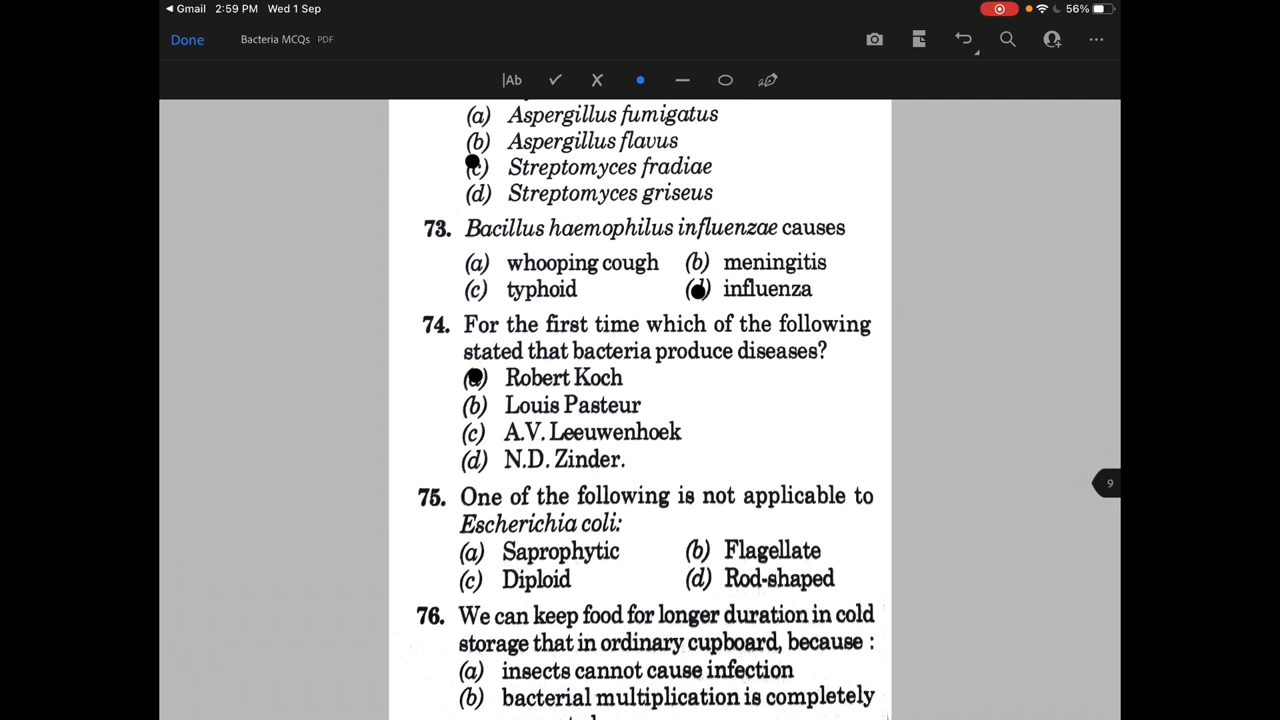 Gmail 2:59 PM Wed 1 Sep 56%
Done Bacteria MCQs PDF
Ab
(a) Aspergillus fumigatus
(b) Aspergillus flavus
(c) Streptomyces fradiae
(d) Streptomyces griseus
73. Bacillus haemophilus influenzae causes
(a) whooping cough (b) meningitis
(c) typhoid (d) influenza
74. For the first time which of the following
stated that bacteria produce diseases?
Robert Koch
(b) Louis Pasteur
(c) A.V. Leeuwenhoek
(d) N.D. Zinder.
75. One of the following is not applicable to
Escherichia coli:
(a) Saprophytic (b) Flagellate
(c) Diploid (d) Rod-shaped
9
76. We can keep food for longer duration in cold
storage that in ordinary cupboard, because :
(a) insects cannot cause infection
(b) bacterial multiplication is completely